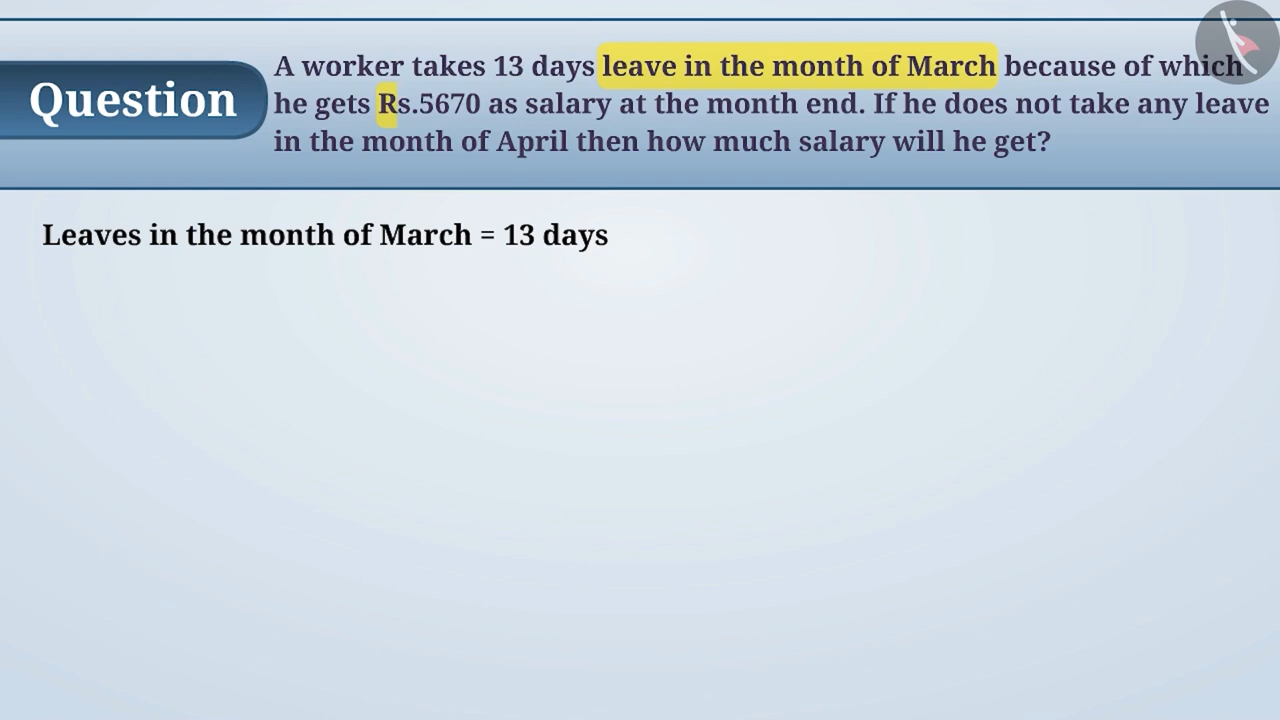 Question
A worker takes 13 days leave in the month of March because of which
he gets Rs.5670 as salary at the month end. If he does not take any leave
in the month of April then how much salary will he get?
Leaves in the month of March = 13 days